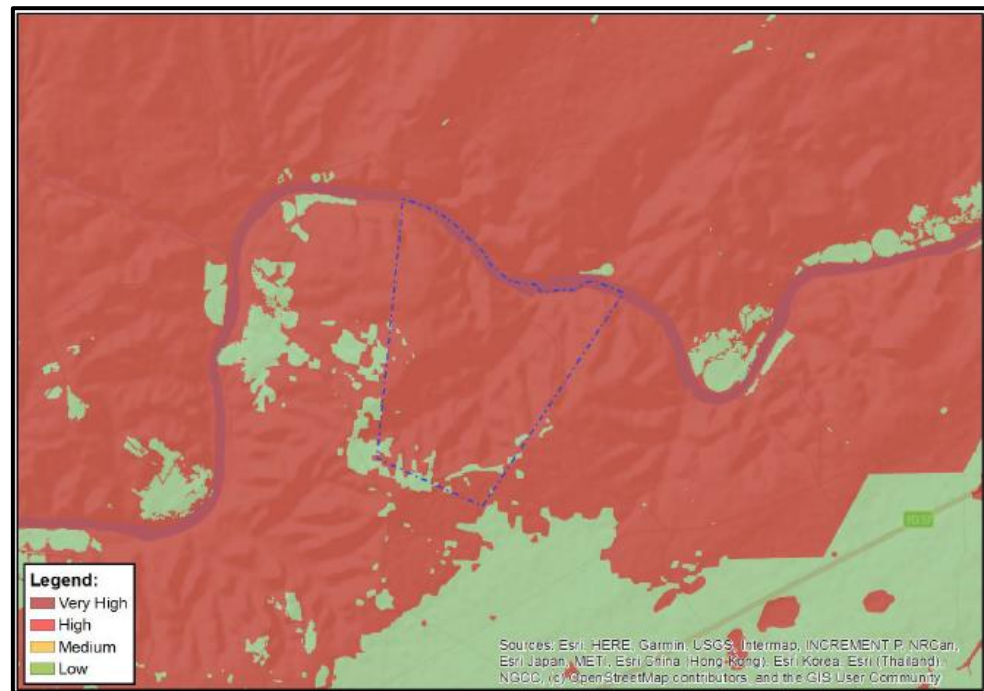 Legend:
Very High
High
Medium
Low
Sources: Esri, HERE, Garmin, USGS, Intermap, INCREMENT P, NRCan,
Esri Japan, METI, Esri China (Hong Kong), Esri Korea, Esri (Thailand),
NGCC, (c) OpenStreetMap contributors, and the GIS User Community